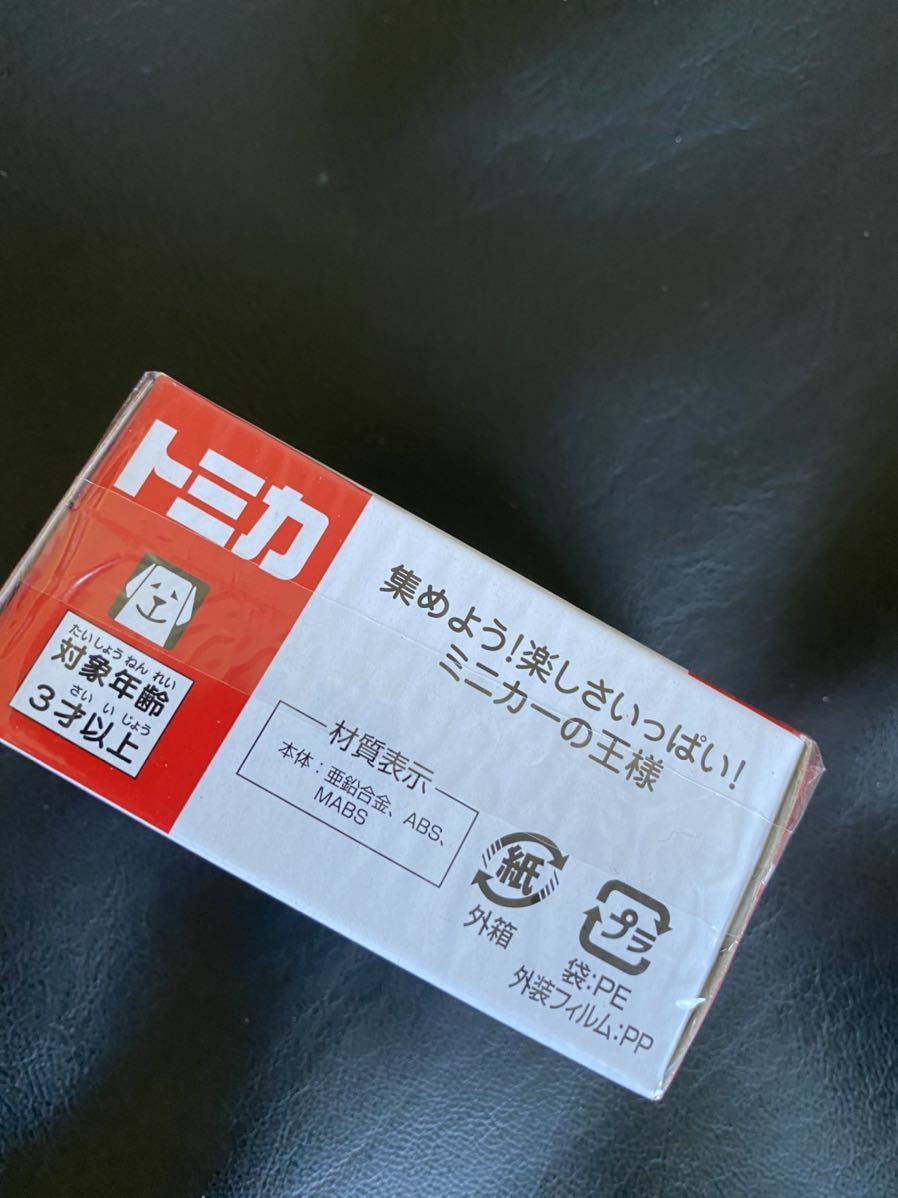 トミカ
たいしょうねんれい
対象年齢
さいいじょう
3才以上
集めよう!楽しさいっぱい!
ミニカーの王様
材質表示
本体:亜鉛合金、ABS、
MABS
紙
外箱
プラ
袋:PE
外装フィルム:PP